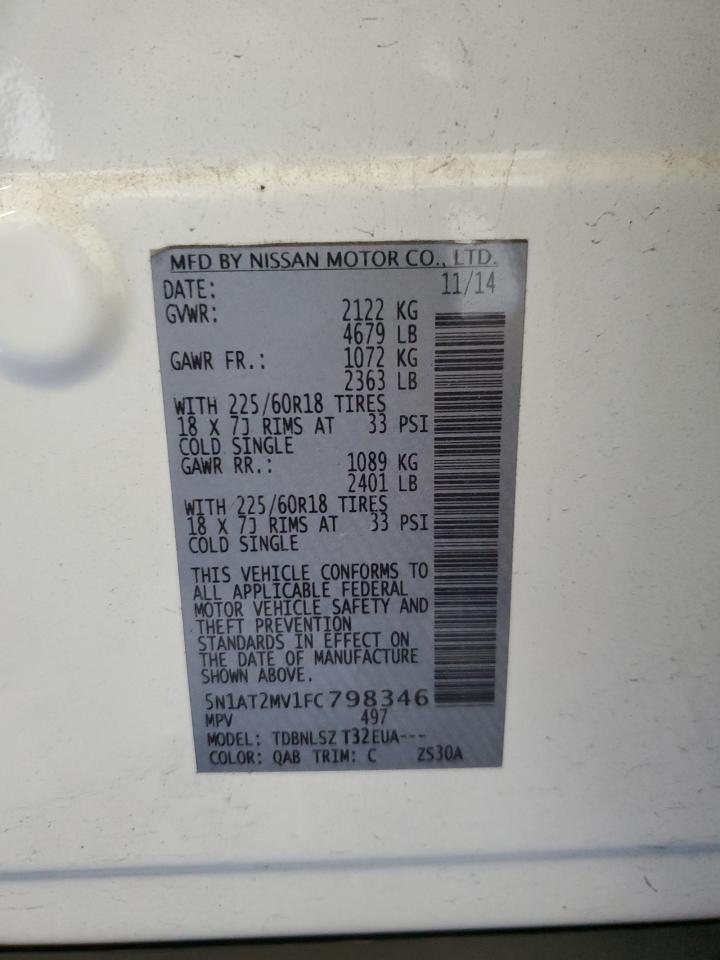 MFD BY NISSAN MOTOR CO., LTD.
DATE: 11/14
GVWR: 2122 KG
4679 LB
GAWR FR.: 1072 KG
2363 LB
WITH 225/60R18 TIRES
18 X 7J RIMS AT 33 PSI
COLD SINGLE
GAWR RR.: 1089 KG
2401 LB
WITH 225/60R18 TIRES
18 X 7J RIMS AT 33 PSI
COLD SINGLE
THIS VEHICLE CONFORMS TO
ALL APPLICABLE FEDERAL
MOTOR VEHICLE SAFETY AND
THEFT PREVENTION
STANDARDS IN EFFECT ON
THE DATE OF MANUFACTURE
SHOWN ABOVE.
5N1AT2MV1FC798346
MPV 497
MODEL: TDBNLSZ T32EUA---
COLOR: QAB TRIM: C ZS30A